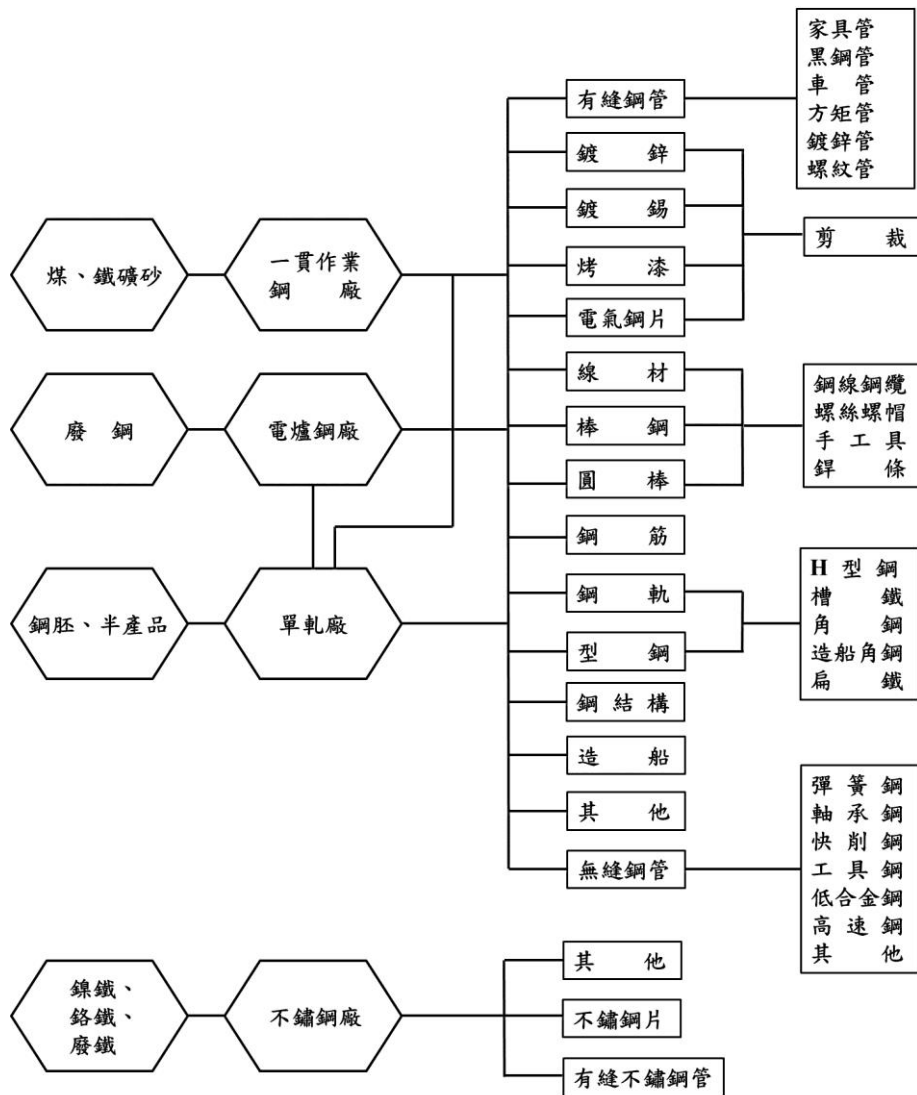 煤、鐵礦砂
一貫作業
鋼廠
廢鋼
電爐鋼廠
鋼胚、半產品
單軋廠
鎳鐵、
鉻鐵、
廢鐵
不鏽鋼廠
有縫鋼管
鍍鋅
鍍錫
烤漆
電氣鋼片
線材
棒鋼
圓棒
鋼筋
鋼軌
型鋼
鋼結構
造船
其他
無縫鋼管
其他
不鏽鋼片
有縫不鏽鋼管
家具管
黑鋼管
車管
方矩管
鍍鋅管
螺紋管
剪裁
鋼線鋼纜
螺絲螺帽
手工具
銲條
H型鋼
槽鐵
角鋼
造船角鋼
扁鐵
彈簧鋼
軸承鋼
快削鋼
工具鋼
低合金鋼
高速鋼
其他